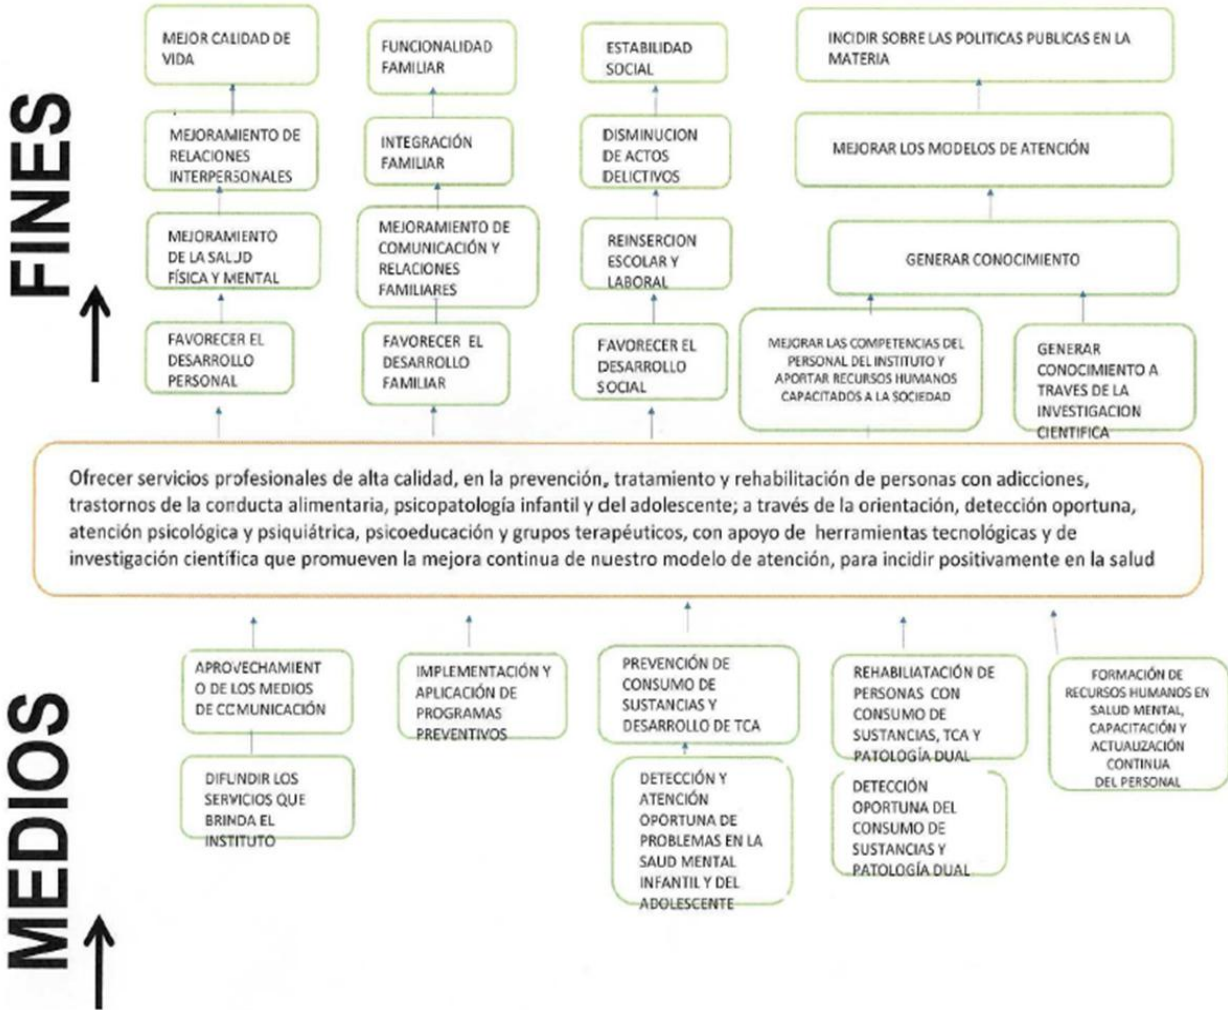 FINES
MEJOR CALIDAD DE
VIDA
FUNCIONALIDAD
FAMILIAR
ESTABILIDAD
SOCIAL
INCIDIR SOBRE LAS POLITICAS PUBLICAS EN LA
MATERIA
MEJORAMIENTO DE
RELACIONES
INTERPERSONALES
INTEGRACIÓN
FAMILIAR
DISMINUCION
DE ACTOS
DELICTIVOS
MEJORAR LOS MODELOS DE ATENCIÓN
MEJORAMIENTO
DE LA SALUD
FÍSICA Y MENTAL
MEJORAMIENTO DE
COMUNICACIÓN Y
RELACIONES
FAMILIARES
REINSERCION
ESCOLAR Y
LABORAL
GENERAR CONOCIMIENTO
FAVORECER EL
DESARROLLO
PERSONAL
FAVORECER EL
DESARROLLO
FAMILIAR
FAVORECER EL
DESARROLLO
SOCIAL
MEJORAR LAS COMPETENCIAS DEL
PERSONAL DEL INSTITUTO Y
APORTAR RECURSOS HUMANOS
CAPACITADOS A LA SOCIEDAD
GENERAR
CONOCIMIENTO A
TRAVES DE LA
INVESTIGACION
CIENTIFICA
Ofrecer servicios profesionales de alta calidad, en la prevención, tratamiento y rehabilitación de personas con adicciones,
trastornos de la conducta alimentaria, psicopatología infantil y del adolescente; a través de la orientación, detección oportuna,
atención psicológica y psiquiátrica, psicoeducación y grupos terapéuticos, con apoyo de herramientas tecnológicas y de
investigación científica que promueven la mejora continua de nuestro modelo de atención, para incidir positivamente en la salud
MEDIOS
APROVECHAMIENT
O DE LOS MEDIOS
DE COMUNICACIÓN
IMPLEMENTACIÓN Y
APLICACIÓN DE
PROGRAMAS
PREVENTIVOS
PREVENCIÓN DE
CONSUMO DE
SUSTANCIAS Y
DESARROLLO DE TCA
REHABILIATACIÓN DE
PERSONAS CON
CONSUMO DE
SUSTANCIAS, TCA Y
PATOLOGÍA DUAL
FORMACIÓN DE
RECURSOS HUMANOS EN
SALUD MENTAL,
CAPACITACIÓN Y
ACTUALIZACIÓN
CONTINUA
DEL PERSONAL
DIFUNDIR LOS
SERVICIOS QUE
BRINDA EL
INSTITUTO
DETECCIÓN Y
ATENCIÓN
OPORTUNA DE
PROBLEMAS EN LA
SAUD MENTAL
INFANTIL Y DEL
ADOLESCENTE
DETECCIÓN
OPORTUNA DEL
CONSUMO DE
SUSTANCIAS Y
PATOLOGÍA DUAL